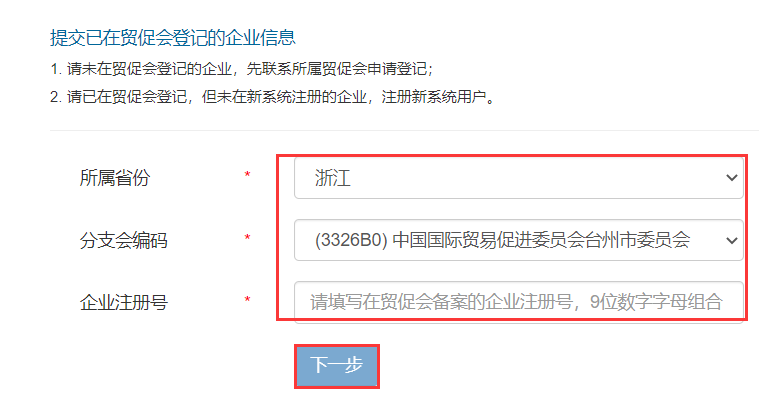 提交已在贸促会登记的企业信息
1. 请未在贸促会登记的企业，先联系所属贸促会申请登记；
2. 请已在贸促会登记，但未在新系统注册的企业，注册新系统用户。
所属省份 * 浙江
分支会编码 * (3326B0) 中国国际贸易促进委员会台州市委员会
企业注册号 * 请填写在贸促会备案的企业注册号，9位数字字母组合
下一步